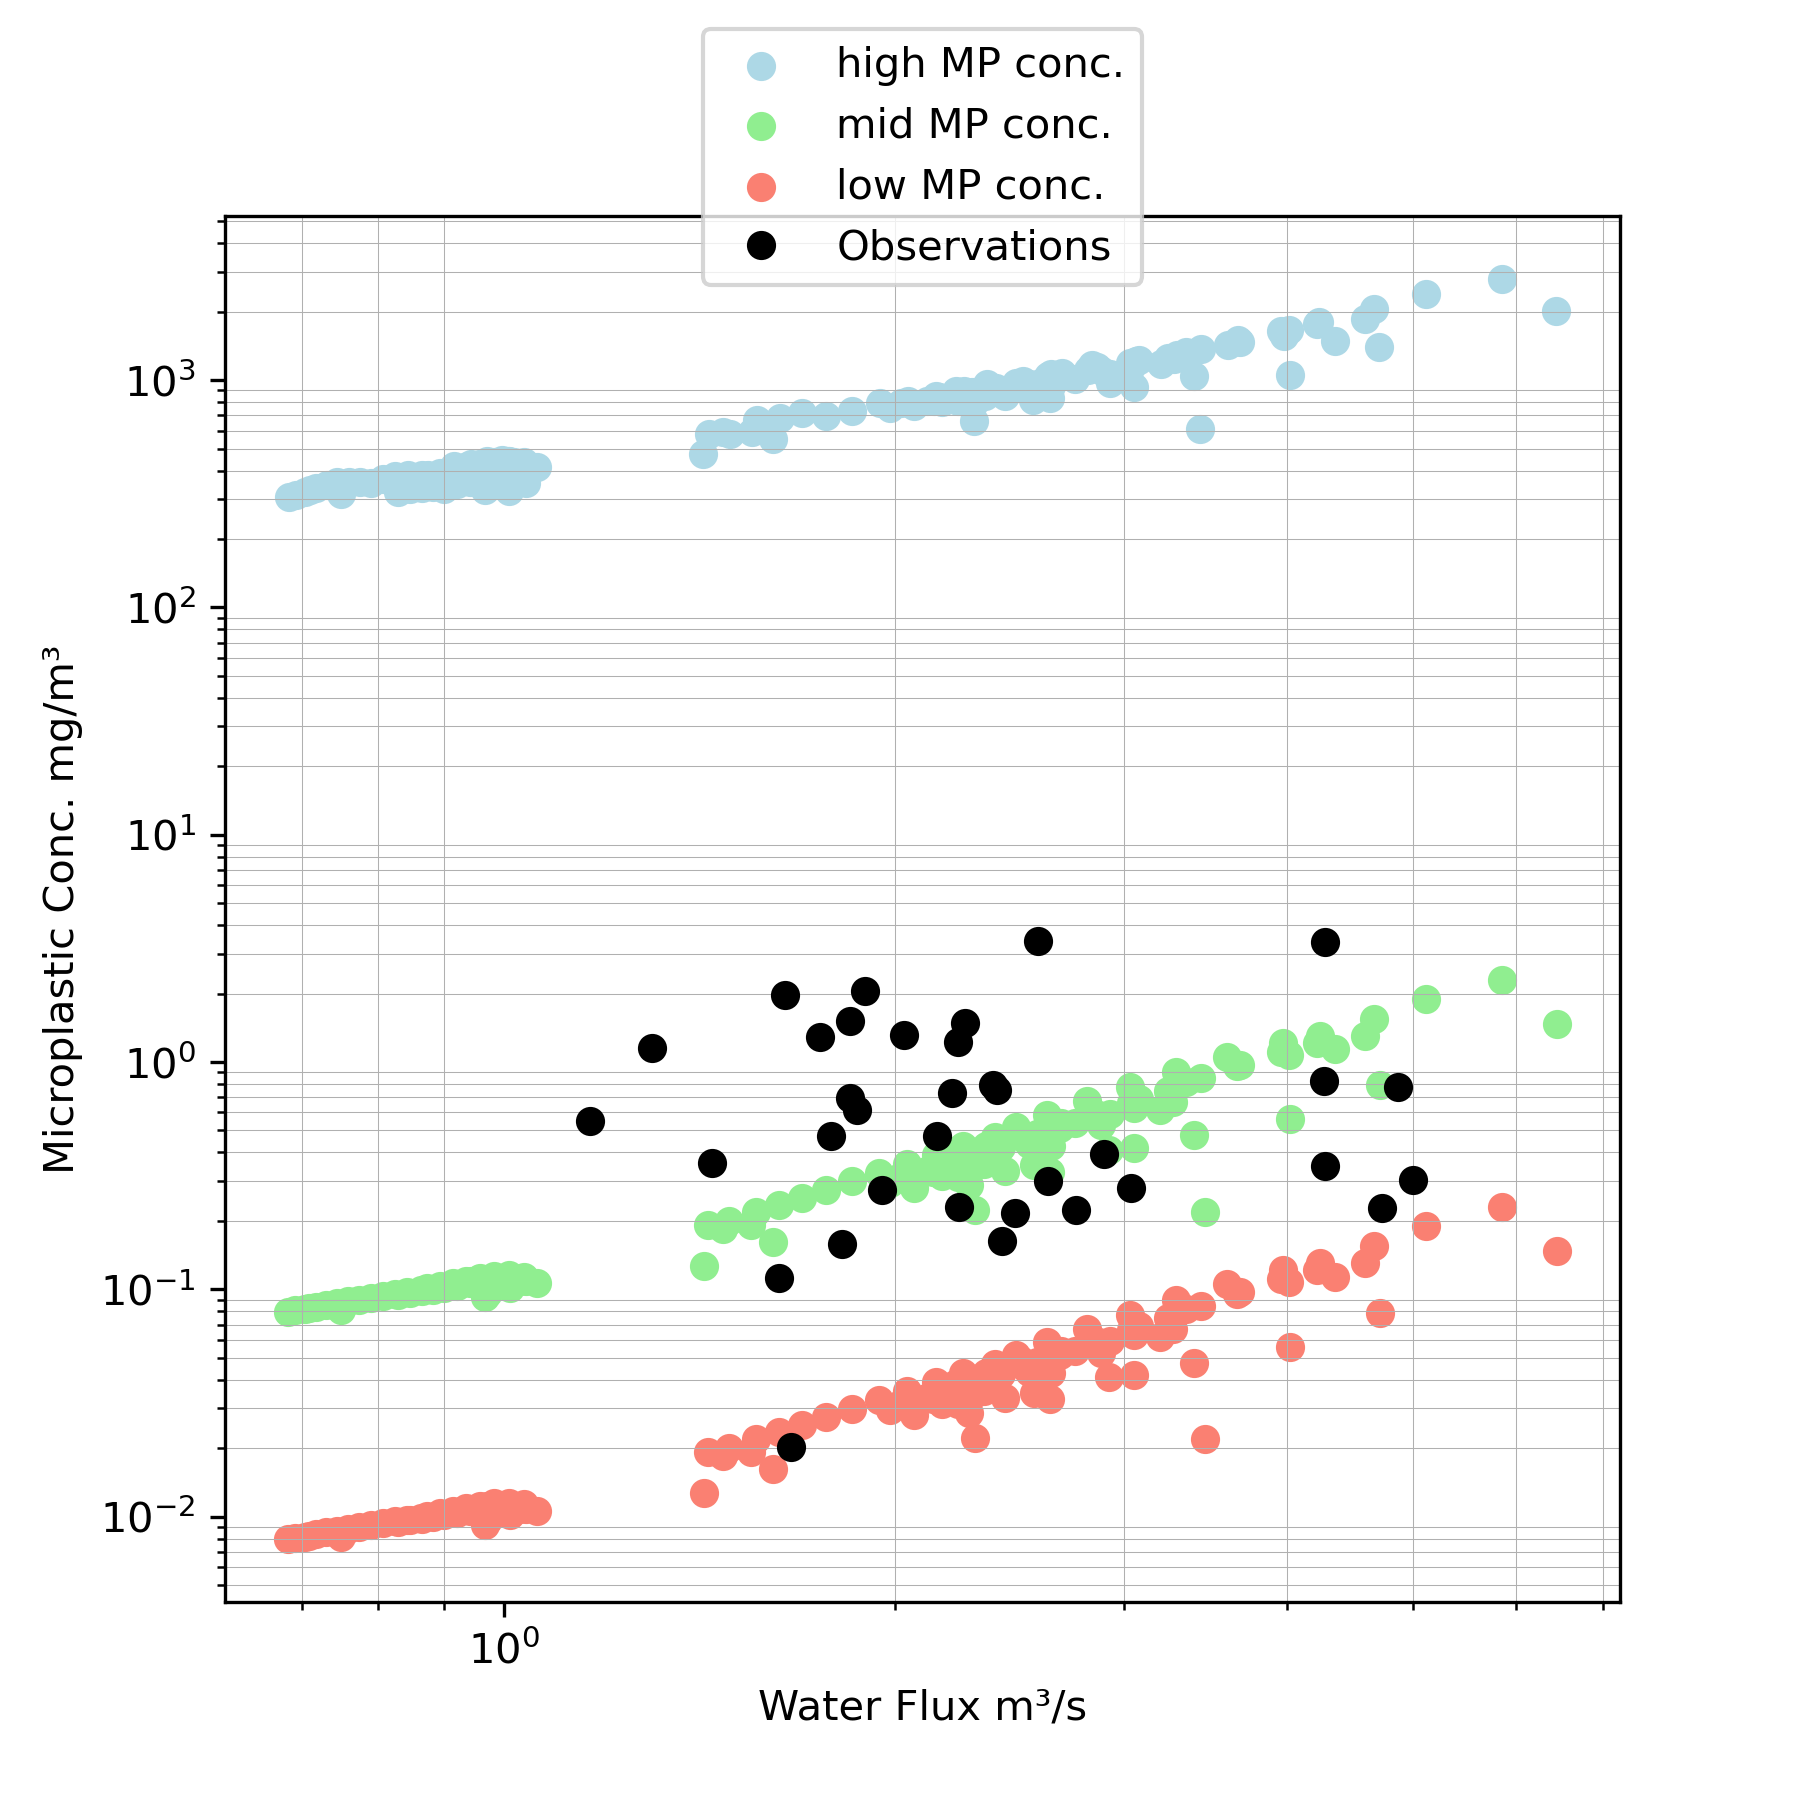 high MP conc.
mid MP conc.
low MP conc.
Observations
10³
10²
10¹
10⁰
10⁻¹
10⁻²
Microplastic Conc. mg/m³
10⁰
Water Flux m³/s